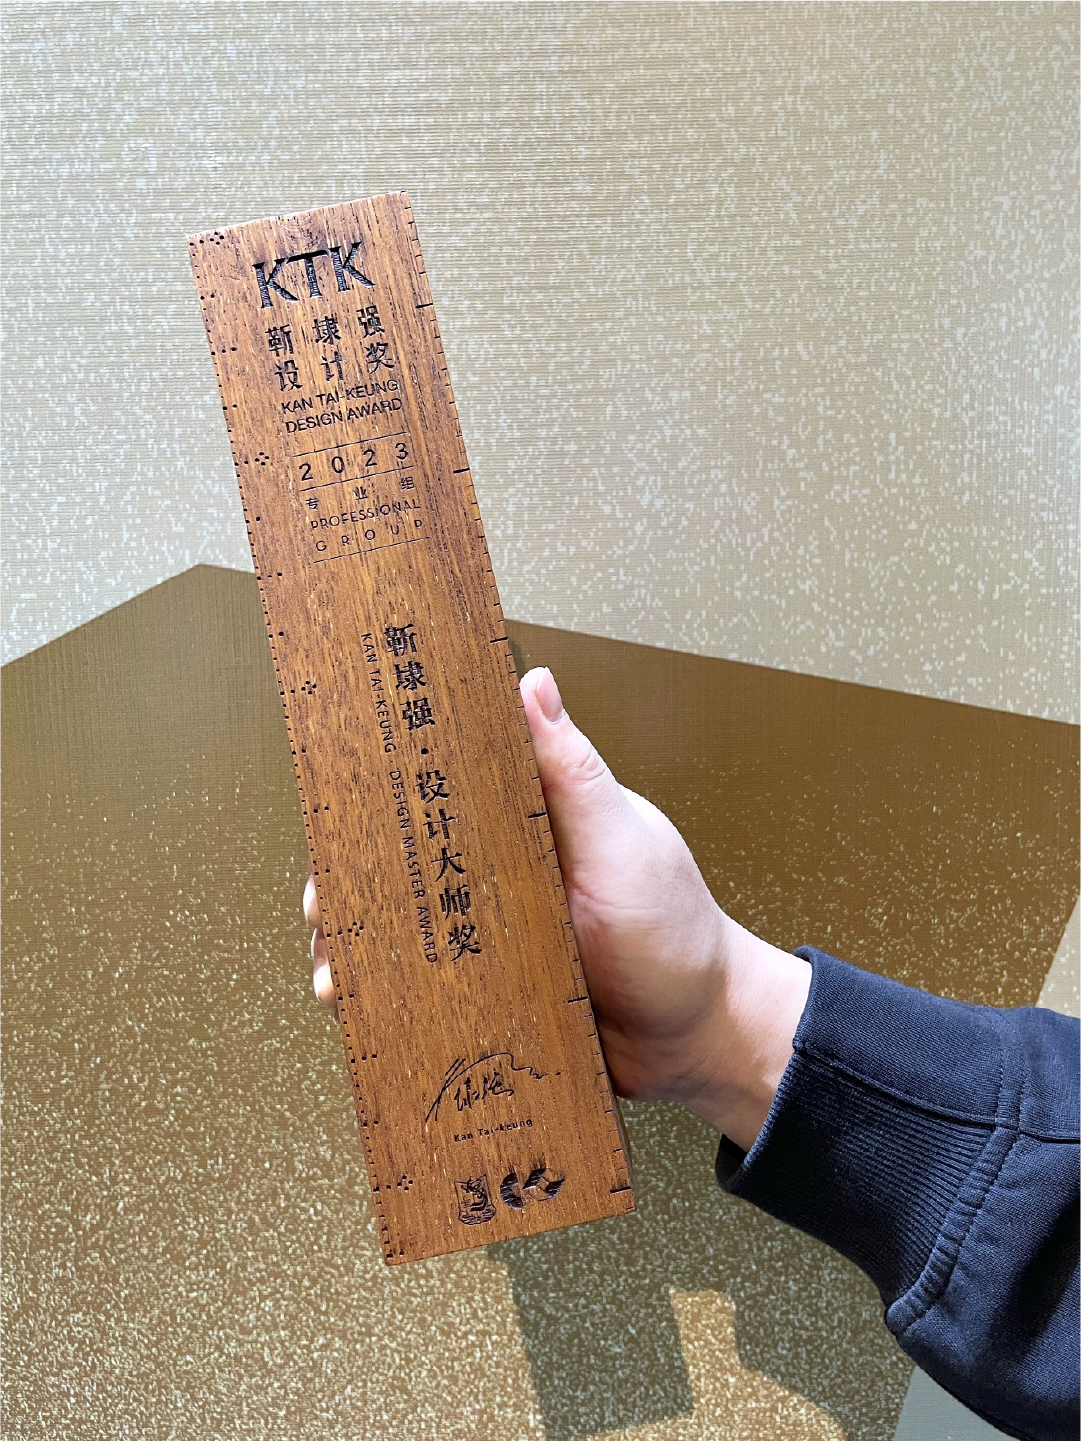 KTK
靳埭强
设计奖
KAN TAI-KEUNG
DESIGN AWARD
2023
专业组
PROFESSIONAL
GROUP
靳埭强·设计大师奖
KAN TAI-KEUNG DESIGN MASTER AWARD
Kan Tai-keung